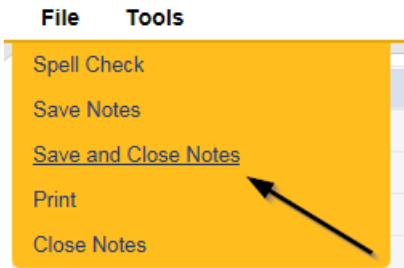 File Tools
Spell Check
Save Notes
Save and Close Notes
Print
Close Notes